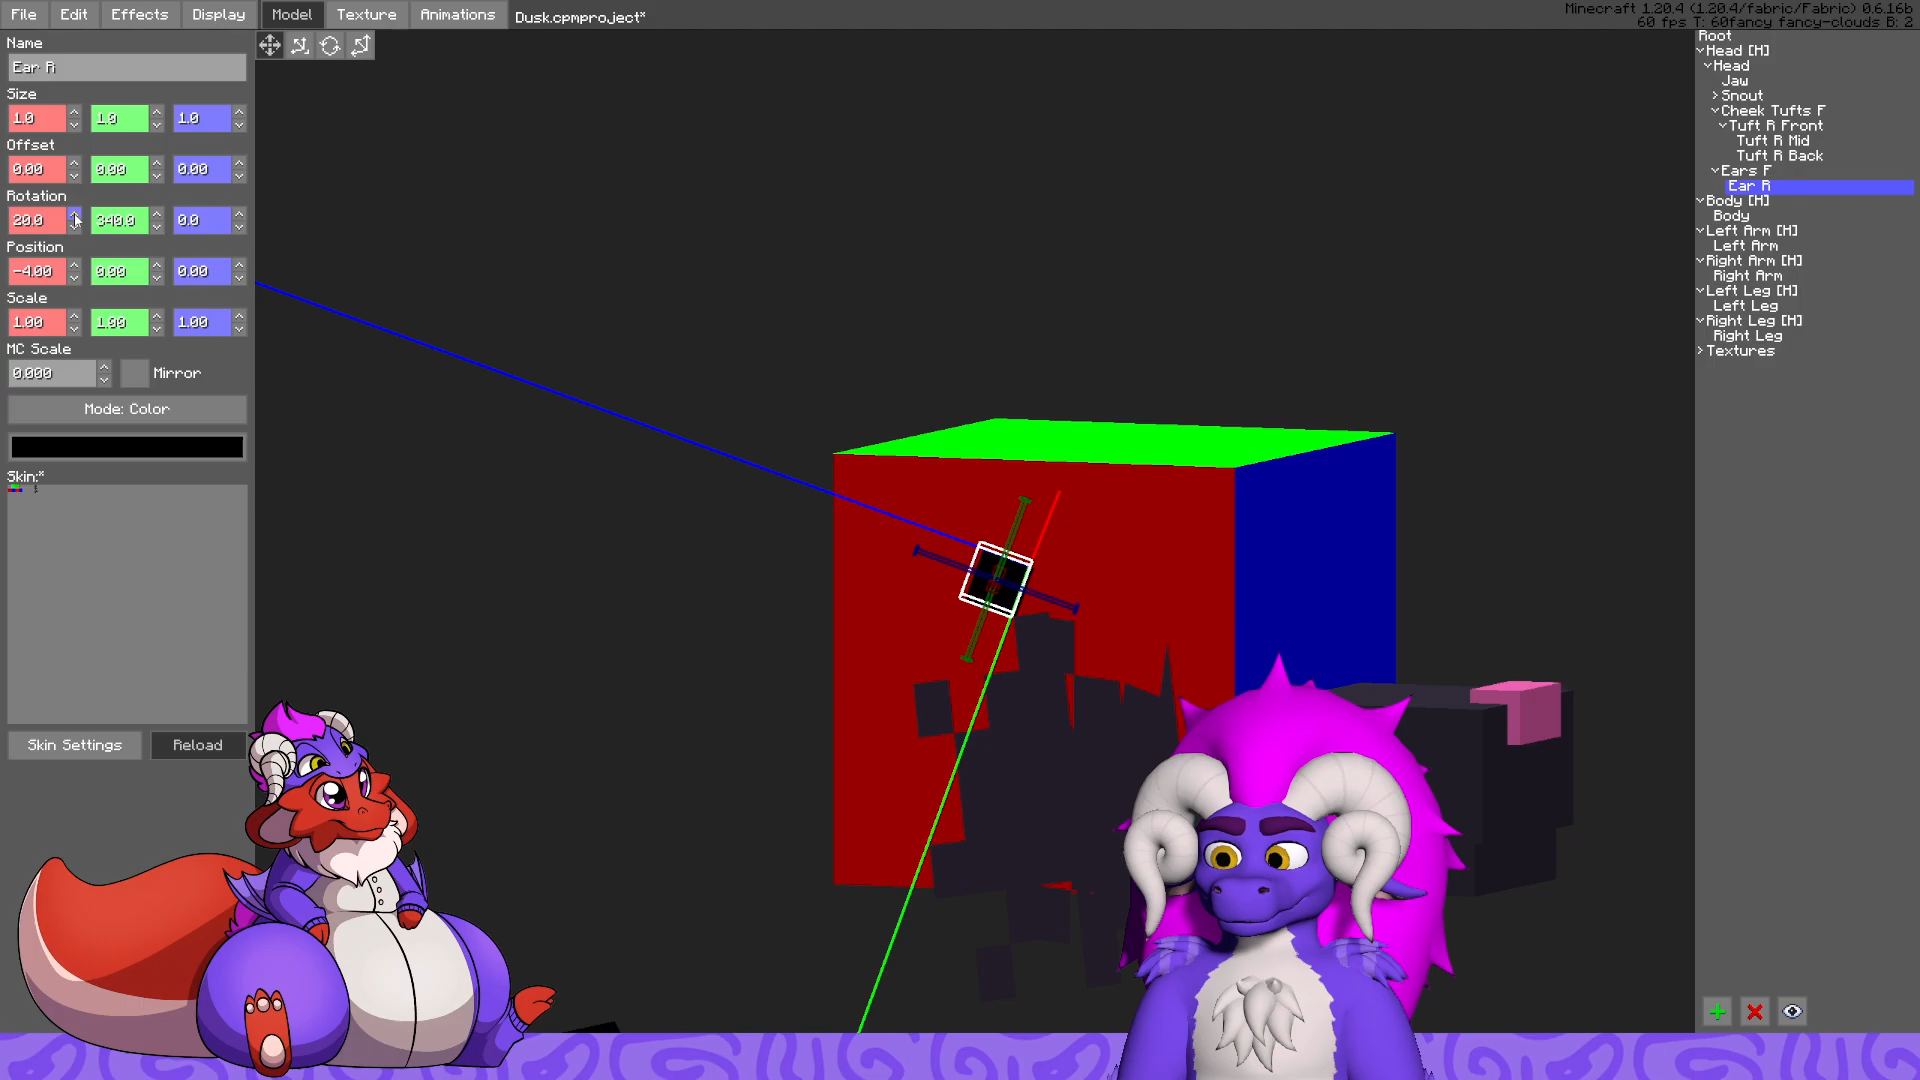 File Edit Effects Display Model Texture Animations Dusk.cpmproject*
Minecraft 1.20.4 (1.20.4/fabric/Fabric) 0.6.16b
60 fps T: 60fancy fancy-clouds B: 2
Name
Ear R
Size
1.0 1.0 1.0
Offset
0.00 0.00 0.00
Rotation
20.0 340.0 0.0
Position
-4.00 0.00 0.00
Scale
1.00 1.00 1.00
MC Scale
0.000 Mirror
Mode: Color
Skin:*
Skin Settings Reload
Root
Head [H]
Head
Jaw
Snout
Cheek Tufts F
Tuft R Front
Tuft R Mid
Tuft R Back
Ears F
Ear R
Body [H]
Body
Left Arm [H]
Left Arm
Right Arm [H]
Right Arm
Left Leg [H]
Left Leg
Right Leg [H]
Right Leg
Textures